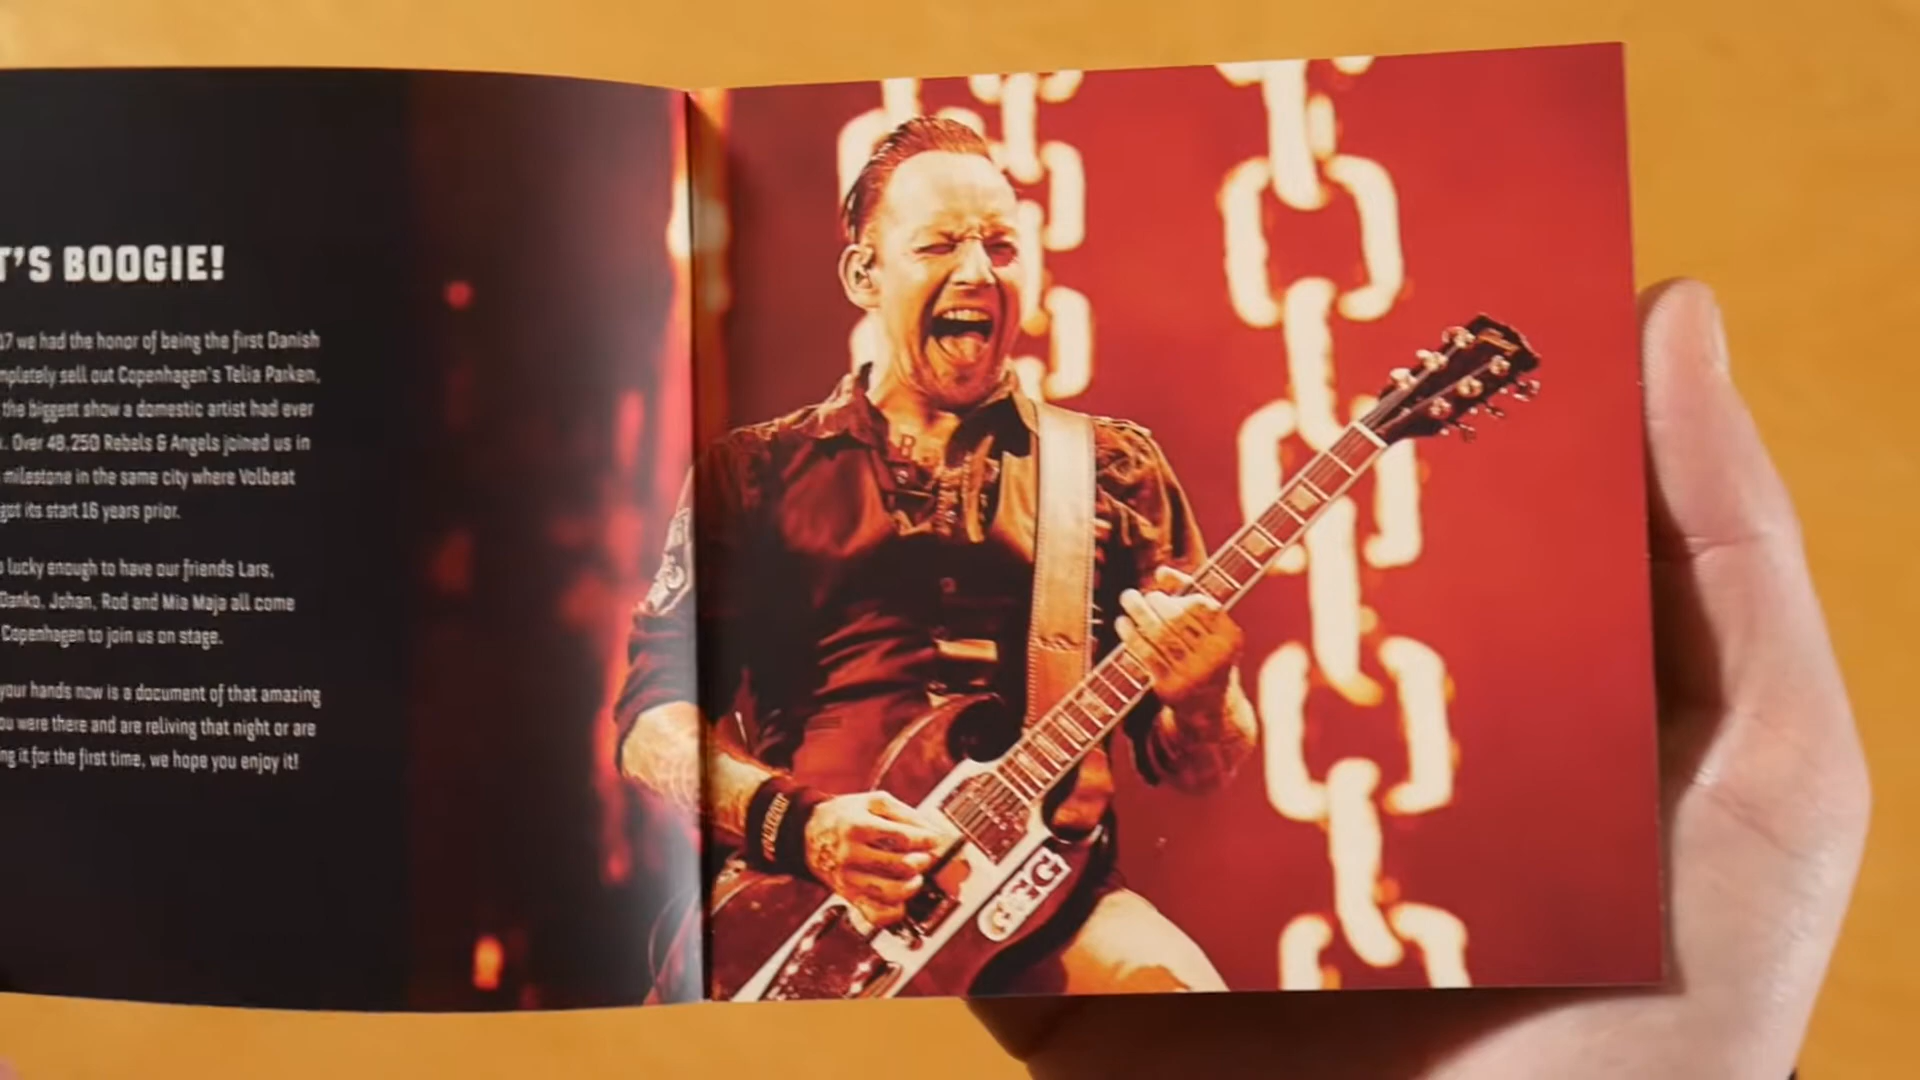 T'S BOOGIE!
17 we had the honor of being the first Danish
mpletely sell out Copenhagen's Telia Parken,
the biggest show a domestic artist had ever
. Over 48,250 Rebels & Angels joined us in
milestone in the same city where Volbeat
got its start 16 years prior.
o lucky enough to have our friends Lars,
Danko, Johan, Rod and Mia Maja all come
Copenhagen to join us on stage.
your hands now is a document of that amazing
ou were there and are reliving that night or are
ng it for the first time, we hope you enjoy it!